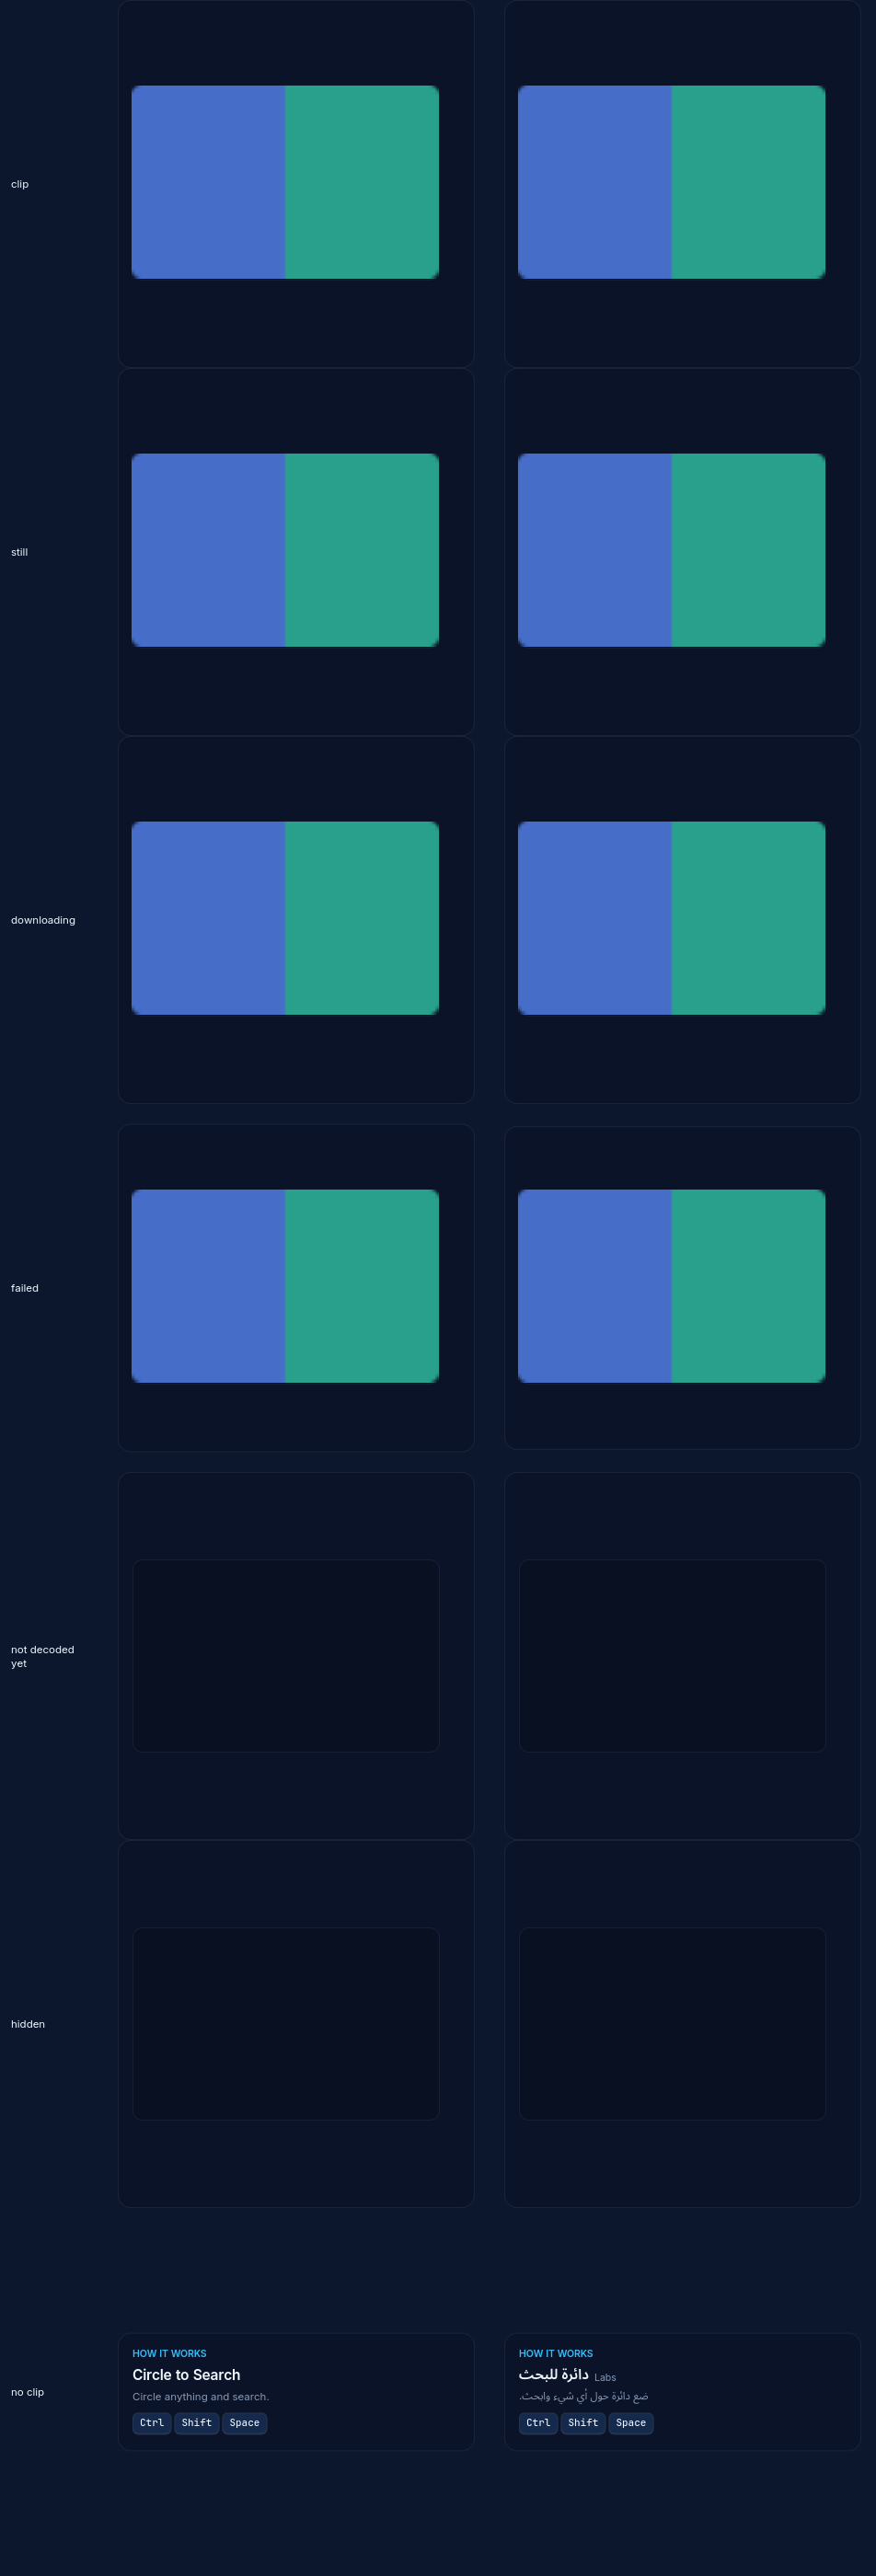 clip
still
downloading
failed
not decoded
yet
hidden
no clip
HOW IT WORKS
Circle to Search
Circle anything and search.
Ctrl Shift Space
HOW IT WORKS
دائرة للبحث Labs
ضع دائرة حول أي شيء وابحث.
Ctrl Shift Space